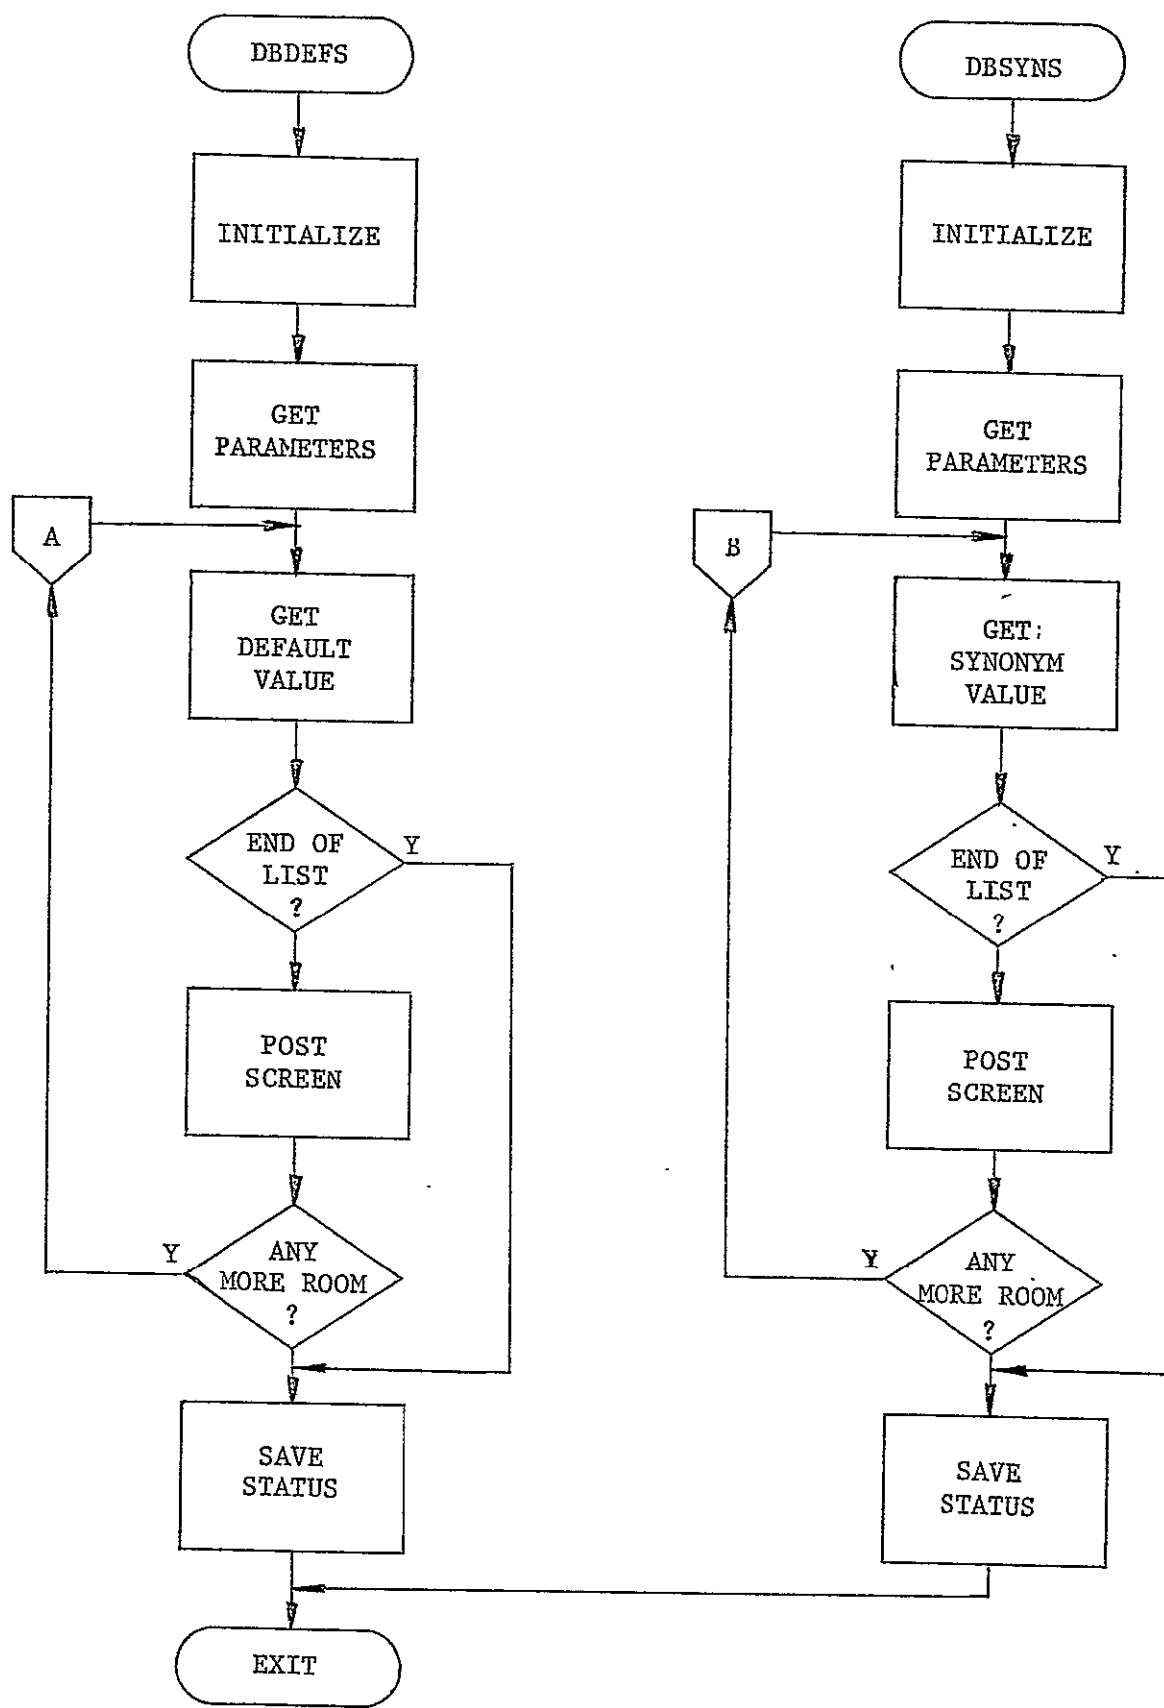 DBDEFS
INITIALIZE
GET
PARAMETERS
A
GET
DEFAULT
VALUE
END OF
LIST
?
Y
POST
SCREEN
Y
ANY
MORE ROOM
?
SAVE
STATUS
EXIT
DBSYNS
INITIALIZE
GET
PARAMETERS
B
GET:
SYNONYM
VALUE
END OF
LIST
?
Y
POST
SCREEN
Y
ANY
MORE ROOM
?
SAVE
STATUS